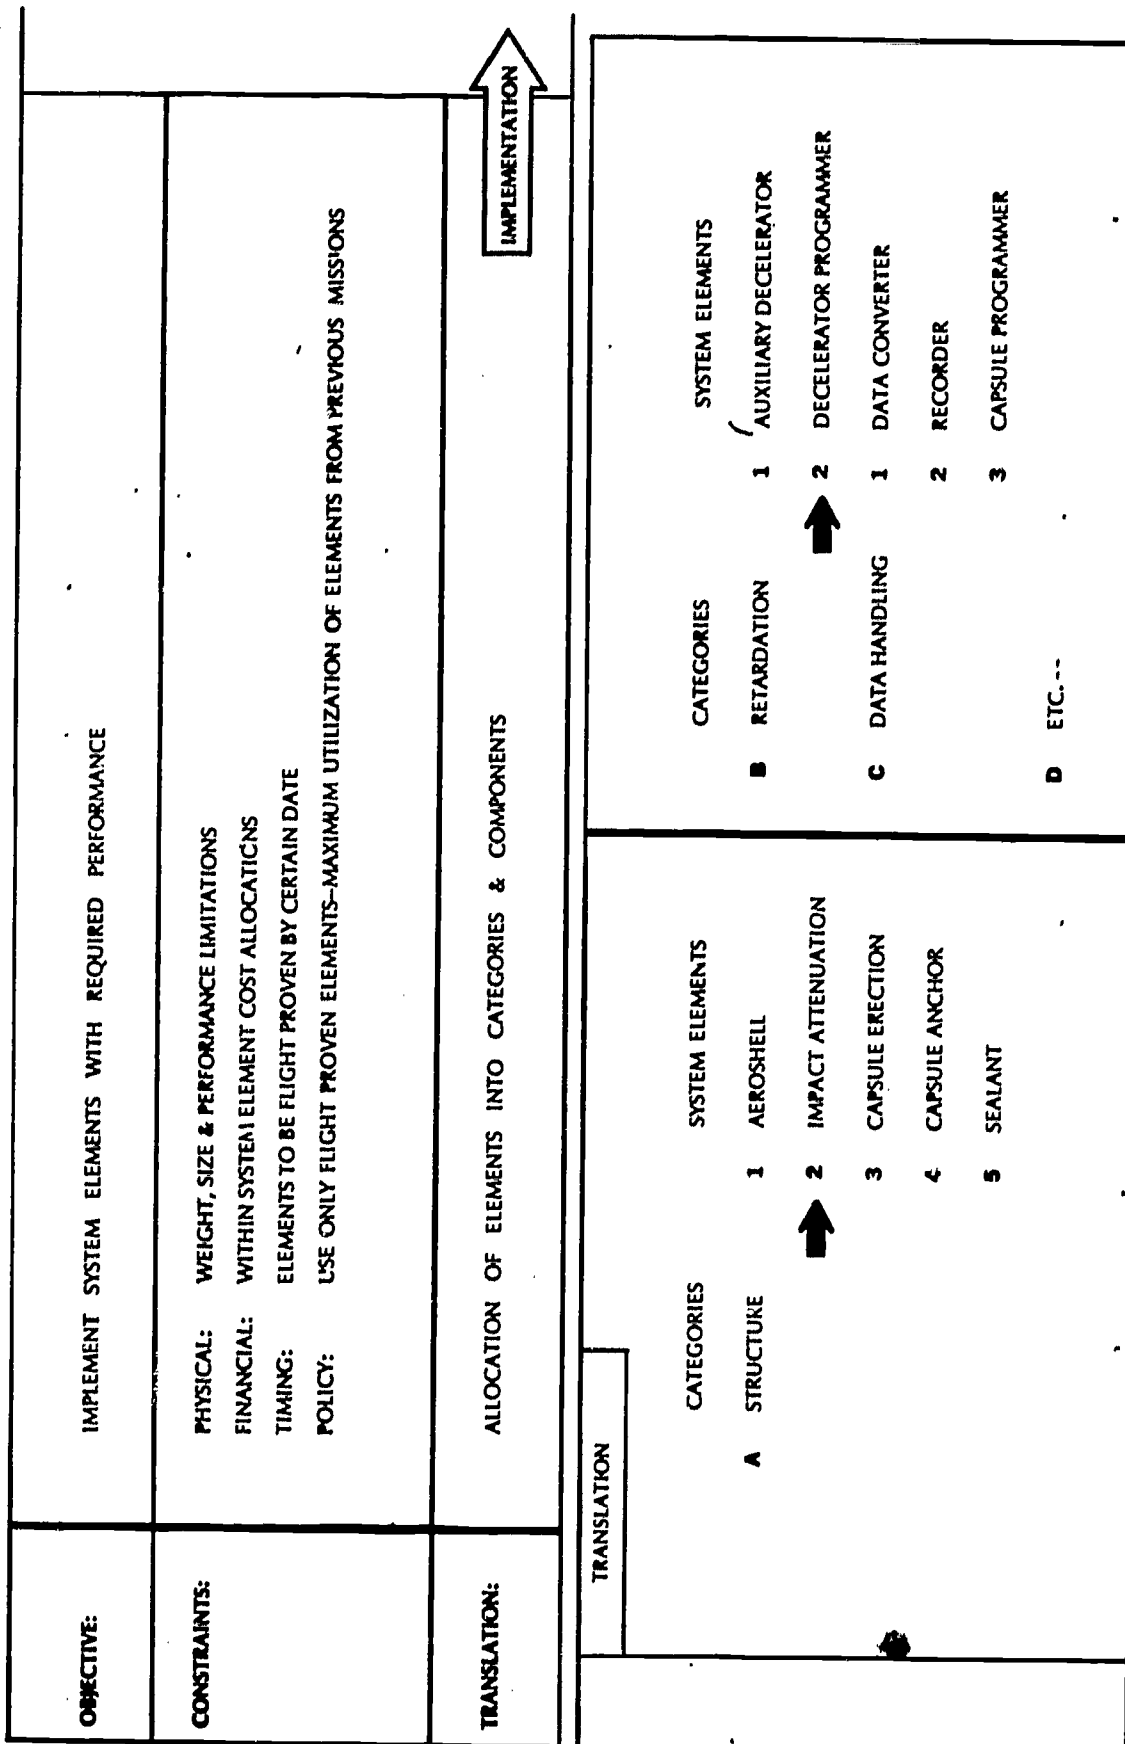 OBJECTIVE: IMPLEMENT SYSTEM ELEMENTS WITH REQUIRED PERFORMANCE
CONSTRAINTS:
PHYSICAL: WEIGHT, SIZE & PERFORMANCE LIMITATIONS
FINANCIAL: WITHIN SYSTEM ELEMENT COST ALLOCATIONS
TIMING: ELEMENTS TO BE FLIGHT PROVEN BY CERTAIN DATE
POLICY: USE ONLY FLIGHT PROVEN ELEMENTS-MAXIMUM UTILIZATION OF ELEMENTS FROM PREVIOUS MISSIONS
TRANSLATION: ALLOCATION OF ELEMENTS INTO CATEGORIES & COMPONENTS
IMPLEMENTATION
TRANSLATION
CATEGORIES SYSTEM ELEMENTS
A STRUCTURE 1 AEROSHELL
2 IMPACT ATTENUATION
3 CAPSULE ERECTION
4 CAPSULE ANCHOR
5 SEALANT
CATEGORIES SYSTEM ELEMENTS
B RETARDATION 1 AUXILIARY DECELERATOR
2 DECELERATOR PROGRAMMER
C DATA HANDLING 1 DATA CONVERTER
2 RECORDER
3 CAPSULE PROGRAMMER
D ETC.--